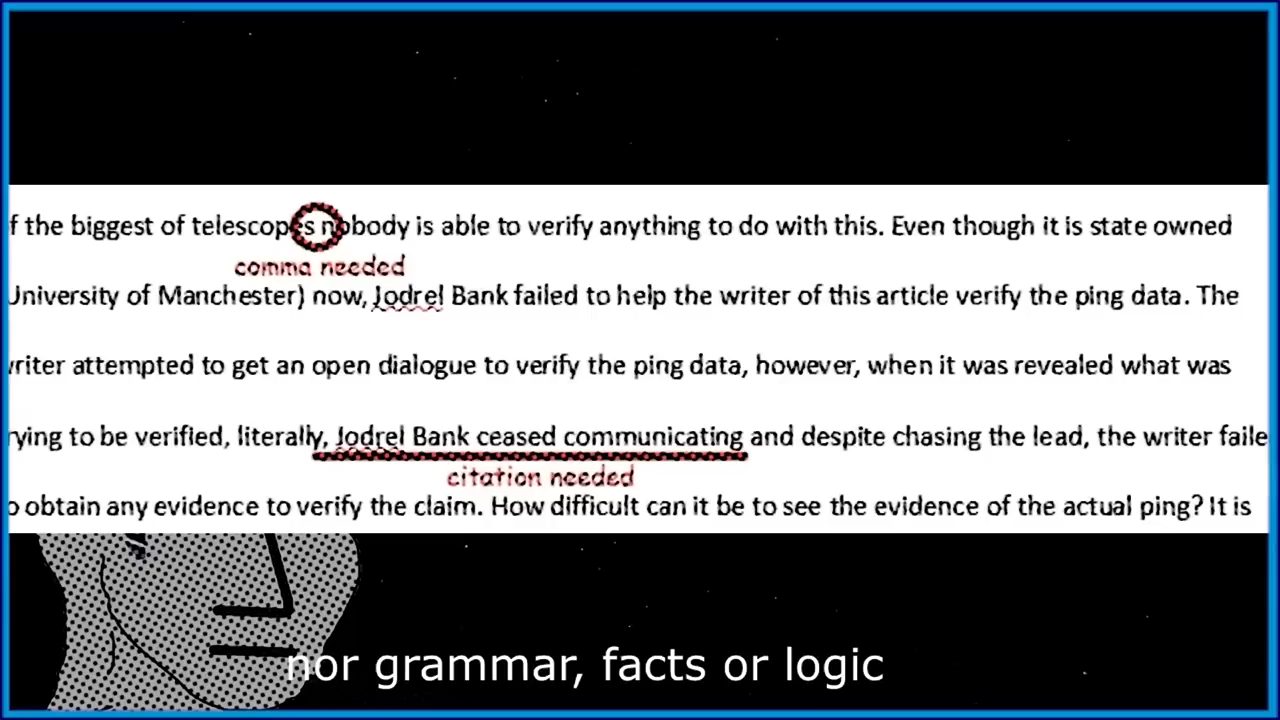 f the biggest of telescopes nobody is able to verify anything to do with this. Even though it is state owned
comma needed
University of Manchester) now, Jodrel Bank failed to help the writer of this article verify the ping data. The
writer attempted to get an open dialogue to verify the ping data, however, when it was revealed what was
rying to be verified, literally, Jodrel Bank ceased communicating and despite chasing the lead, the writer faile
citation needed
o obtain any evidence to verify the claim. How difficult can it be to see the evidence of the actual ping? It is
nor grammar, facts or logic